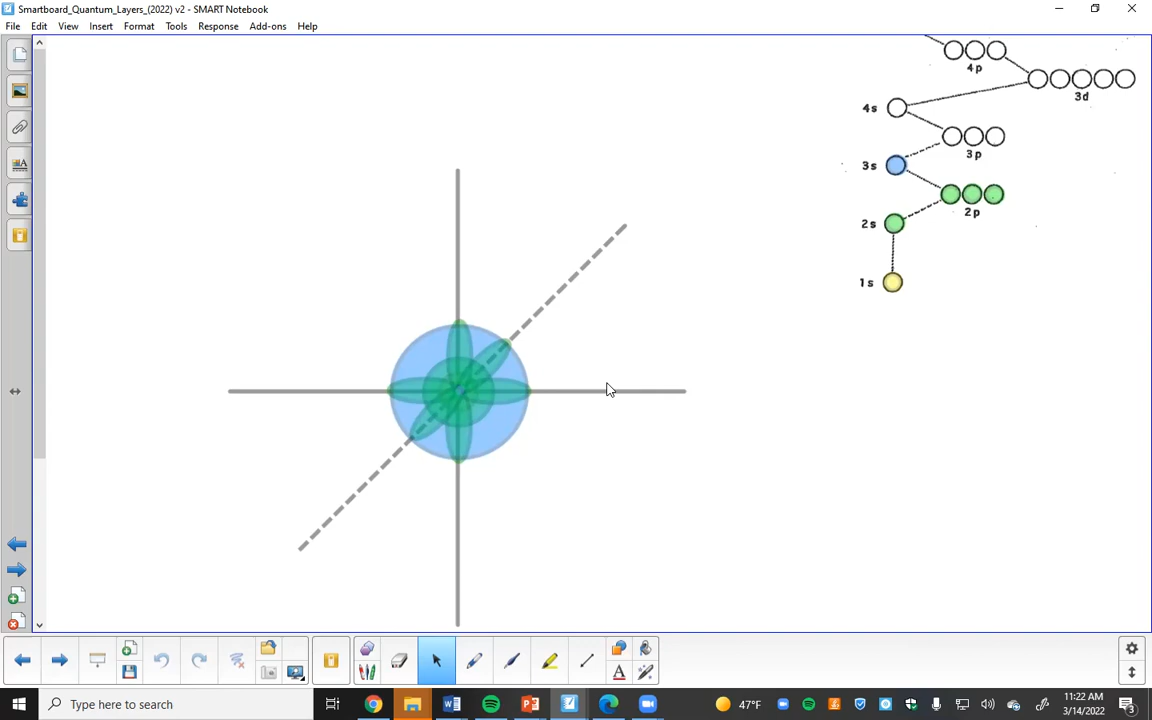 Smartboard_Quantum_Layers_(2022) v2 - SMART Notebook
File Edit View Insert Format Tools Response Add-ons Help
4p
3d
4s
3p
3s
2p
2s
1s
Type here to search
47°F
11:22 AM
3/14/2022
3